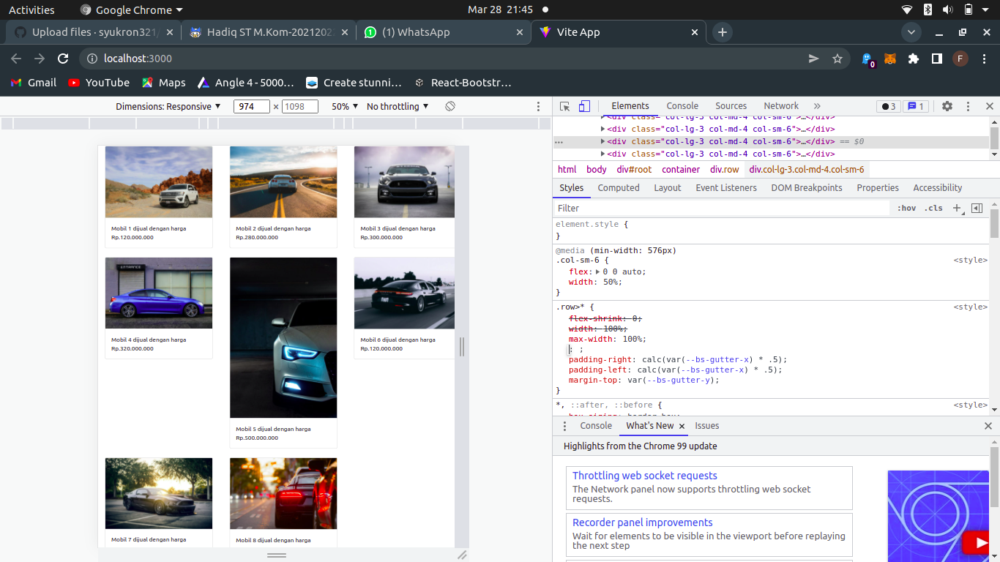 Activities
Google Chrome
Mar 28 21:45
Upload files · syukron321/
Hadiq ST M.Kom-2021202
(1) WhatsApp
Vite App
localhost:3000
0
F
Gmail
YouTube
Maps
Angle 4 - 5000…
Create stunni…
React-Bootstr…
Dimensions: Responsive
974 × 1098
50%
No throttling
Mobil 1 dijual dengan harga
Rp.120.000.000
Mobil 2 dijual dengan harga
Rp.280.000.000
Mobil 3 dijual dengan harga
Rp.300.000.000
ENTRANCE
Mobil 4 dijual dengan harga
Rp.320.000.000
Mobil 5 dijual dengan harga
Rp.500.000.000
Mobil 6 dijual dengan harga
Rp.120.000.000
Mobil 7 dijual dengan harga
Mobil 8 dijual dengan harga
Elements
Console
Sources
Network
3
1
<div class="col-lg-3 col-md-4 col-sm-6">…</div>
<div class="col-lg-3 col-md-4 col-sm-6">…</div>
<div class="col-lg-3 col-md-4 col-sm-6">…</div> == $0
<div class="col-lg-3 col-md-4 col-sm-6">…</div>
html
body
div#root
container
div.row
div.col-lg-3.col-md-4.col-sm-6
Styles
Computed
Layout
Event Listeners
DOM Breakpoints
Properties
Accessibility
Filter
:hov
.cls
element.style {
}
@media (min-width: 576px)
.col-sm-6 {
<style>
flex: 0 0 auto;
width: 50%;
}
.row>* {
<style>
flex-shrink: 0;
width: 100%;
max-width: 100%;
: ;
padding-right: calc(var(--bs-gutter-x) * .5);
padding-left: calc(var(--bs-gutter-x) * .5);
margin-top: var(--bs-gutter-y);
}
*, ::after, ::before {
<style>
box-sizing: border-box;
Console
What's New
Issues
Highlights from the Chrome 99 update
Throttling web socket requests
The Network panel now supports throttling web socket
requests.
Recorder panel improvements
Wait for elements to be visible in the viewport before replaying
the next step